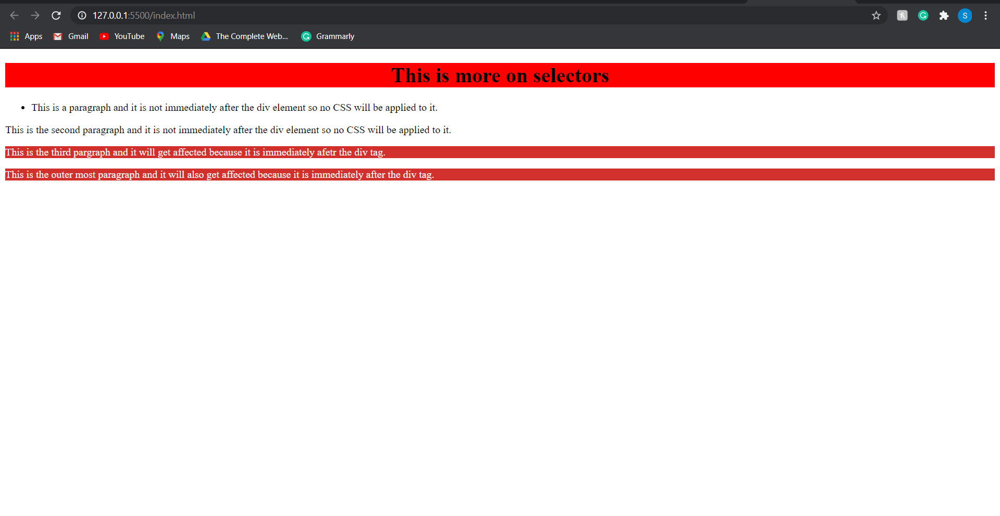 127.0.0.1:5500/index.html
S
Apps Gmail YouTube Maps The Complete Web... Grammarly
This is more on selectors
This is a paragraph and it is not immediately after the div element so no CSS will be applied to it.
This is the second paragraph and it is not immediately after the div element so no CSS will be applied to it.
This is the third pargraph and it will get affected because it is immediately afetr the div tag.
This is the outer most paragraph and it will also get affected because it is immediately after the div tag.